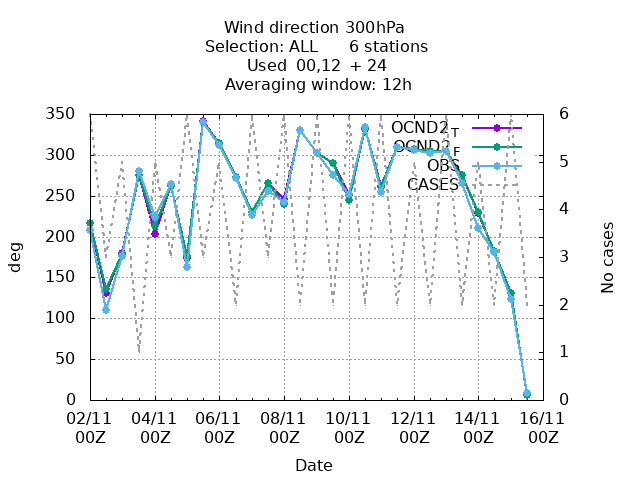 Wind direction 300hPa
Selection: ALL 6 stations
Used 00,12 + 24
Averaging window: 12h
350 6
OCND2 T
OCND2 F
OBS
CASES
300 5
250 4
200
150 3
100 2
50 1
0 0
deg
No cases
02/11 04/11 06/11 08/11 10/11 12/11 14/11 16/11
00Z 00Z 00Z 00Z 00Z 00Z 00Z 00Z
Date